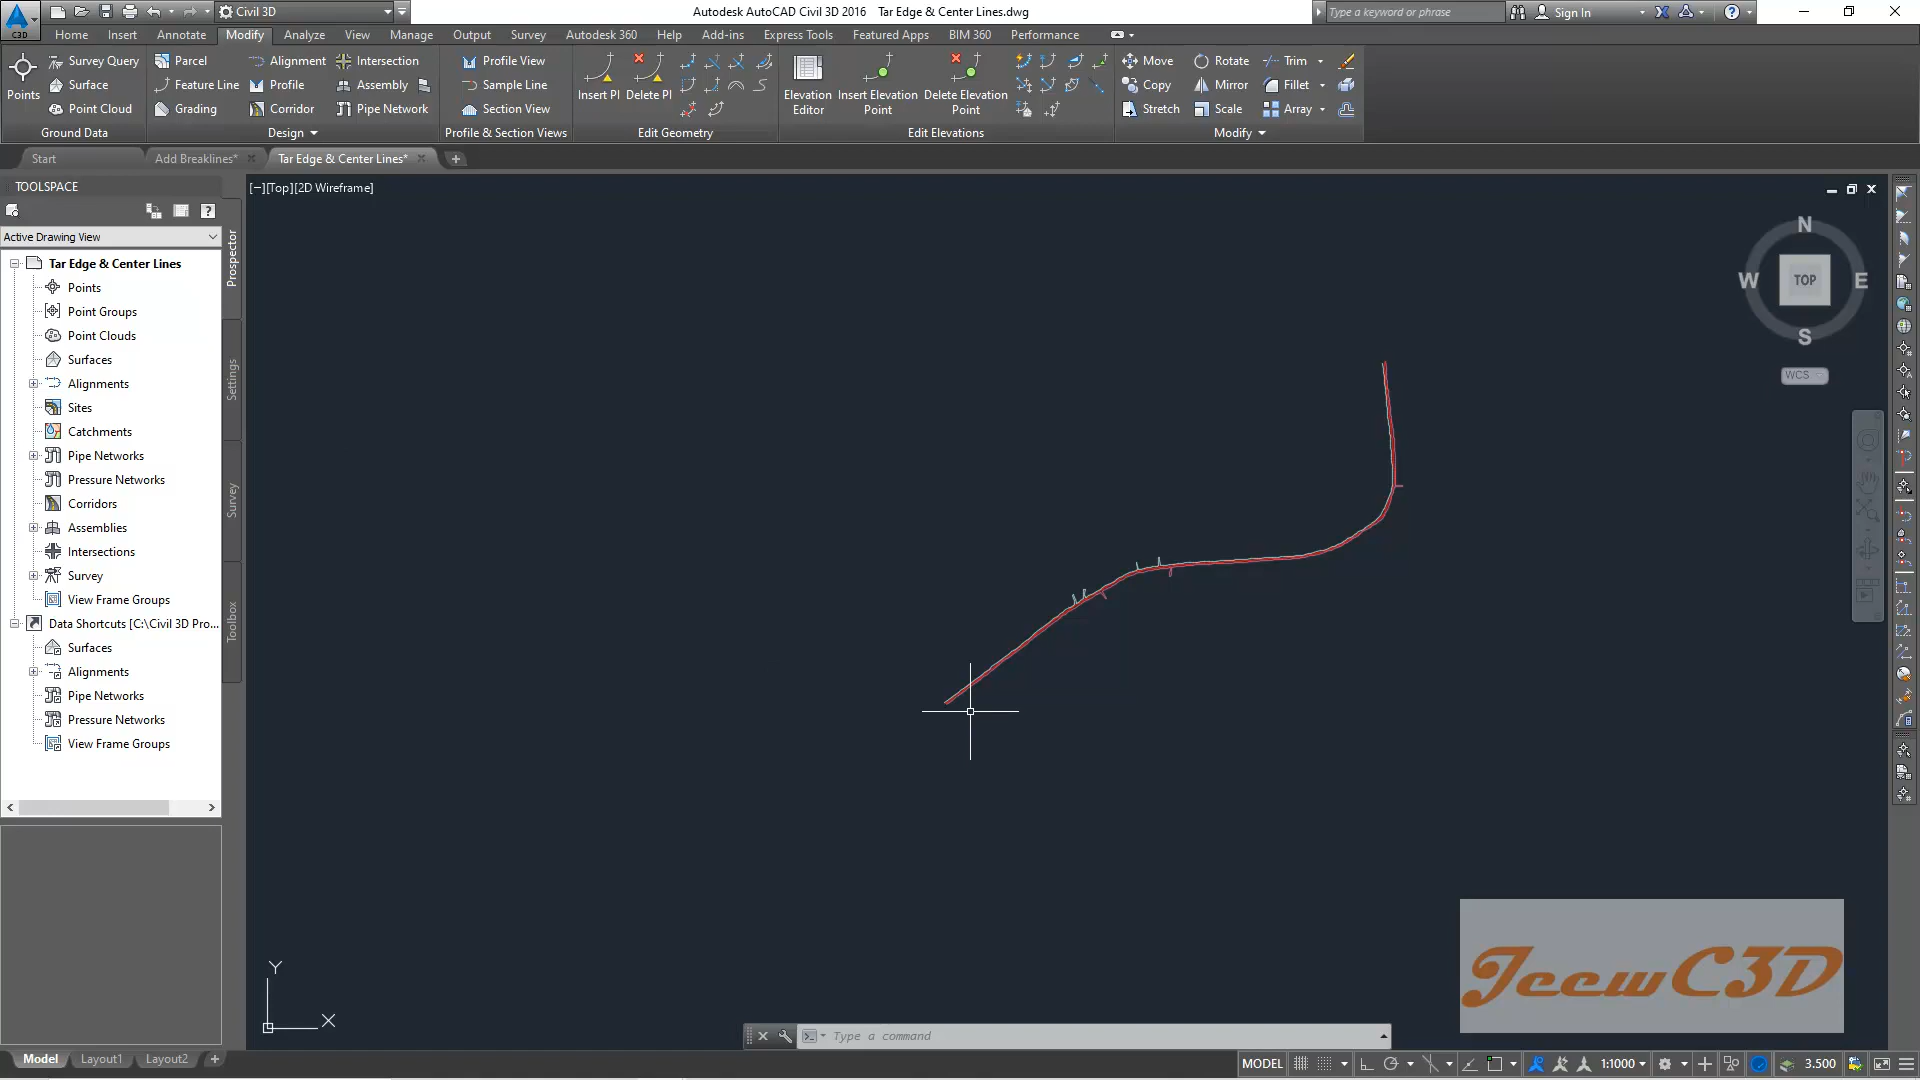 Civil 3D
Autodesk AutoCAD Civil 3D 2016 Tar Edge & Center Lines.dwg
Type a keyword or phrase
Sign In
C3D
Home Insert Annotate Modify Analyze View Manage Output Survey Autodesk 360 Help Add-ins Express Tools Featured Apps BIM 360 Performance
Points
Survey Query
Surface
Point Cloud
Ground Data
Parcel
Feature Line
Grading
Alignment
Profile
Corridor
Intersection
Assembly
Pipe Network
Design
Profile View
Sample Line
Section View
Profile & Section Views
Insert PI
Delete PI
Edit Geometry
Elevation Editor
Insert Elevation Point
Delete Elevation Point
Edit Elevations
Move
Copy
Stretch
Rotate
Mirror
Scale
Trim
Fillet
Array
Modify
Start
Add Breaklines*
Tar Edge & Center Lines*
TOOLSPACE
Active Drawing View
Tar Edge & Center Lines
Points
Point Groups
Point Clouds
Surfaces
Alignments
Sites
Catchments
Pipe Networks
Pressure Networks
Corridors
Assemblies
Intersections
Survey
View Frame Groups
Data Shortcuts [C:\Civil 3D Pro...
Surfaces
Alignments
Pipe Networks
Pressure Networks
View Frame Groups
Prospector
Settings
Survey
Toolbox
[−][Top][2D Wireframe]
N
W
TOP
E
S
WCS
Y
X
JeewC3D
Type a command
Model Layout1 Layout2
MODEL
1:1000
3.500